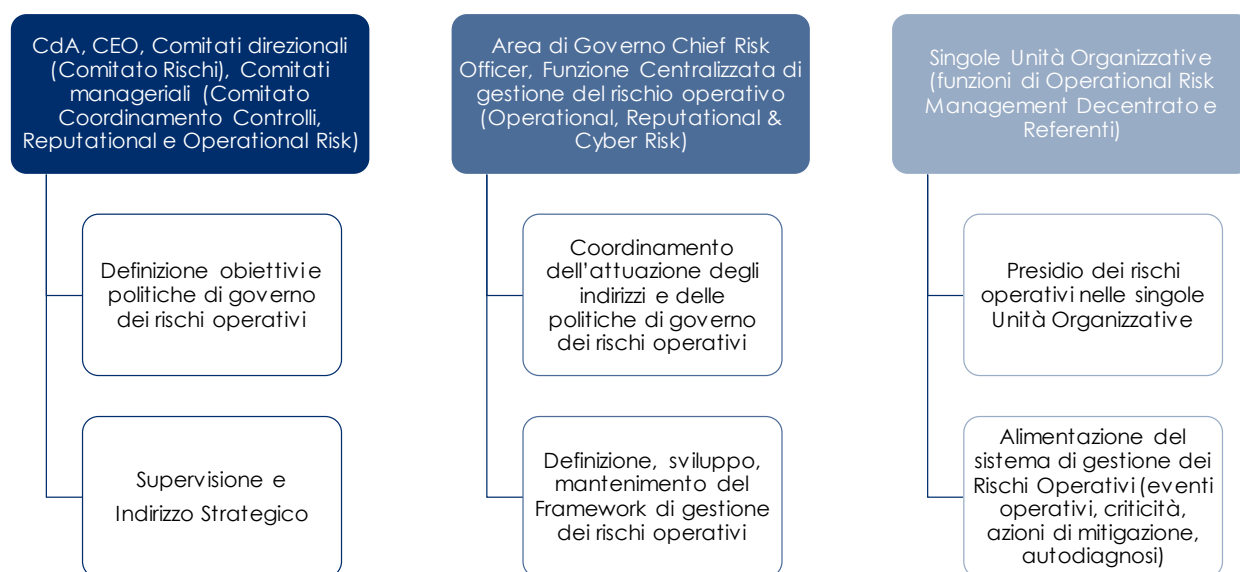 CdA, CEO, Comitati direzionali
(Comitato Rischi), Comitati
manageriali (Comitato
Coordinamento Controlli,
Reputational e Operational Risk)
Definizione obiettivi e
politiche di governo
dei rischi operativi
Supervisione e
Indirizzo Strategico
Area di Governo Chief Risk
Officer, Funzione Centralizzata di
gestione del rischio operativo
(Operational, Reputational &
Cyber Risk)
Coordinamento
dell'attuazione degli
indirizzi e delle
politiche di governo
dei rischi operativi
Definizione, sviluppo,
mantenimento del
Framework di gestione
dei rischi operativi
Singole Unità Organizzative
(funzioni di Operational Risk
Management Decentrato e
Referenti)
Presidio dei rischi
operativi nelle singole
Unità Organizzative
Alimentazione del
sistema di gestione dei
Rischi Operativi (eventi
operativi, criticità,
azioni di mitigazione,
autodiagnosi)